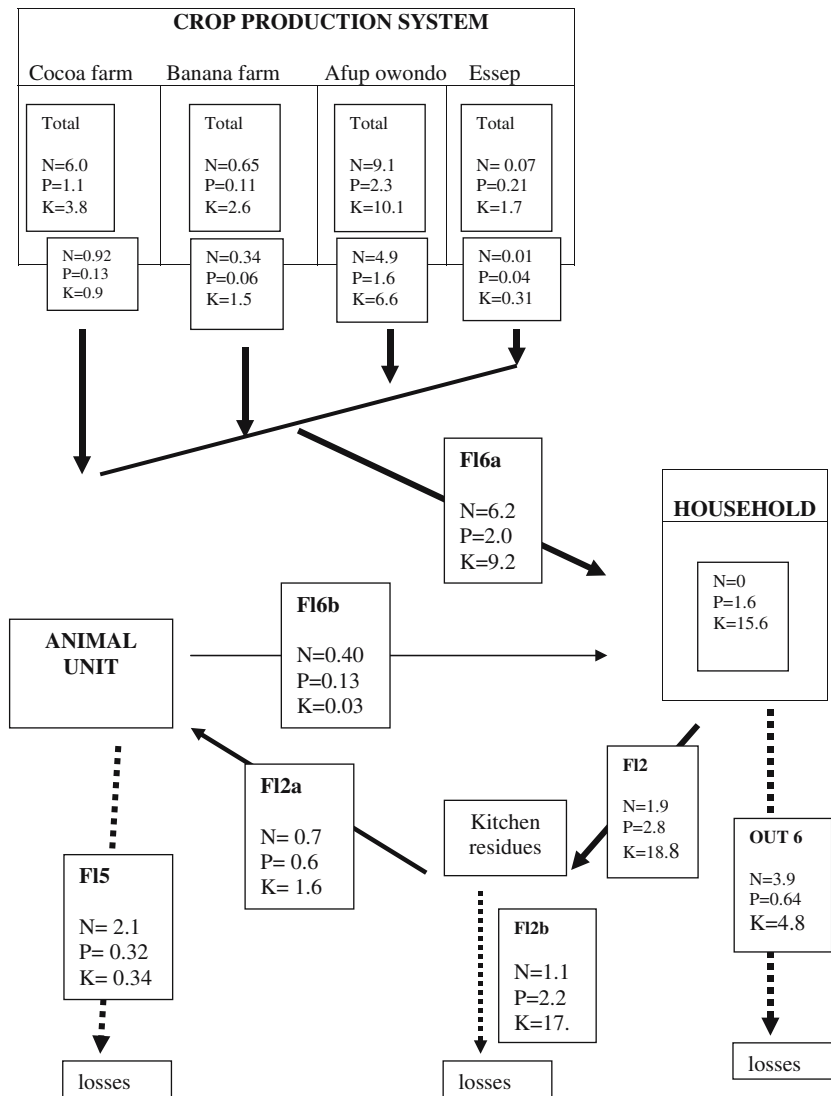 CROP PRODUCTION SYSTEM
Cocoa farm
Banana farm
Afup owondo
Essep
Total
N=6.0
P=1.1
K=3.8
Total
N=0.65
P=0.11
K=2.6
Total
N=9.1
P=2.3
K=10.1
Total
N= 0.07
P=0.21
K=1.7
N=0.92
P=0.13
K=0.9
N=0.34
P=0.06
K=1.5
N=4.9
P=1.6
K=6.6
N=0.01
P=0.04
K=0.31
Fl6a
N=6.2
P=2.0
K=9.2
HOUSEHOLD
N=0
P=1.6
K=15.6
Fl6b
N=0.40
P=0.13
K=0.03
ANIMAL
UNIT
Fl2a
N= 0.7
P= 0.6
K= 1.6
Kitchen
residues
Fl2
N=1.9
P=2.8
K=18.8
OUT 6
N=3.9
P=0.64
K=4.8
Fl5
N= 2.1
P= 0.32
K= 0.34
Fl2b
N=1.1
P=2.2
K=17.
losses
losses
losses